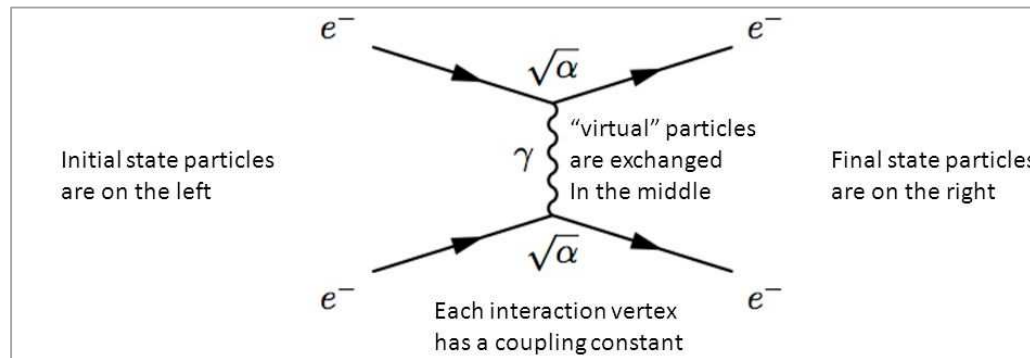 e⁻
e⁻
√α
"virtual" particles
are exchanged
In the middle
γ
Initial state particles
are on the left
Final state particles
are on the right
√α
e⁻
e⁻
Each interaction vertex
has a coupling constant